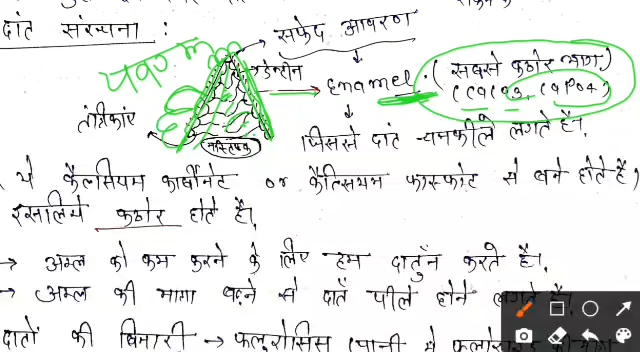 दांत संरचना :
सफेद आवरण
डेन्टीन
Enamel. (सबसे कठोर भाग)
(CaCO3, CaPO4)
तंत्रिकाएं
जिससे दांत चमकीले लगते हैं।
ये कैल्सियम कार्बोनेट or कैल्सियम फास्फेट से बने होते हैं,
इसलिये कठोर होते हैं।
→ अम्ल को कम करने के लिए हम दातुन करते है।
→ अम्ल की मात्रा बढ़ने से दातें पीले होने लगते है।
दातों की बिमारी → फ्लूरोसिस (पानी में